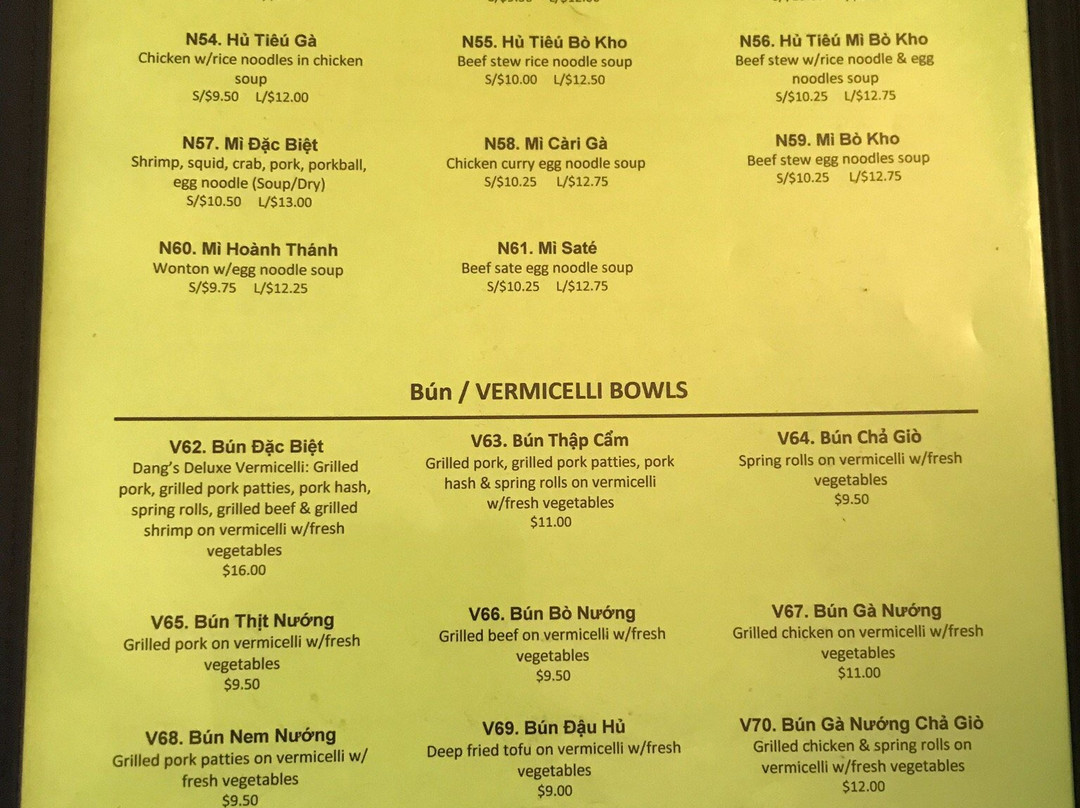 N54. Hủ Tiếu Gà
Chicken w/rice noodles in chicken
soup
S/$9.50 L/$12.00
N55. Hủ Tiếu Bò Kho
Beef stew rice noodle soup
S/$10.00 L/$12.50
N56. Hủ Tiếu Mì Bò Kho
Beef stew w/rice noodle & egg
noodles soup
S/$10.25 L/$12.75
N57. Mì Đặc Biệt
Shrimp, squid, crab, pork, porkball,
egg noodle (Soup/Dry)
S/$10.50 L/$13.00
N58. Mì Càri Gà
Chicken curry egg noodle soup
S/$10.25 L/$12.75
N59. Mì Bò Kho
Beef stew egg noodles soup
S/$10.25 L/$12.75
N60. Mì Hoành Thánh
Wonton w/egg noodle soup
S/$9.75 L/$12.25
N61. Mì Saté
Beef sate egg noodle soup
S/$10.25 L/$12.75
Bún / VERMICELLI BOWLS
V62. Bún Đặc Biệt
Dang's Deluxe Vermicelli: Grilled
pork, grilled pork patties, pork hash,
spring rolls, grilled beef & grilled
shrimp on vermicelli w/fresh
vegetables
$16.00
V63. Bún Thập Cẩm
Grilled pork, grilled pork patties, pork
hash & spring rolls on vermicelli
w/fresh vegetables
$11.00
V64. Bún Chả Giò
Spring rolls on vermicelli w/fresh
vegetables
$9.50
V65. Bún Thịt Nướng
Grilled pork on vermicelli w/fresh
vegetables
$9.50
V66. Bún Bò Nướng
Grilled beef on vermicelli w/fresh
vegetables
$9.50
V67. Bún Gà Nướng
Grilled chicken on vermicelli w/fresh
vegetables
$11.00
V68. Bún Nem Nướng
Grilled pork patties on vermicelli w/
fresh vegetables
$9.50
V69. Bún Đậu Hủ
Deep fried tofu on vermicelli w/fresh
vegetables
$9.00
V70. Bún Gà Nướng Chả Giò
Grilled chicken & spring rolls on
vermicelli w/fresh vegetables
$12.00